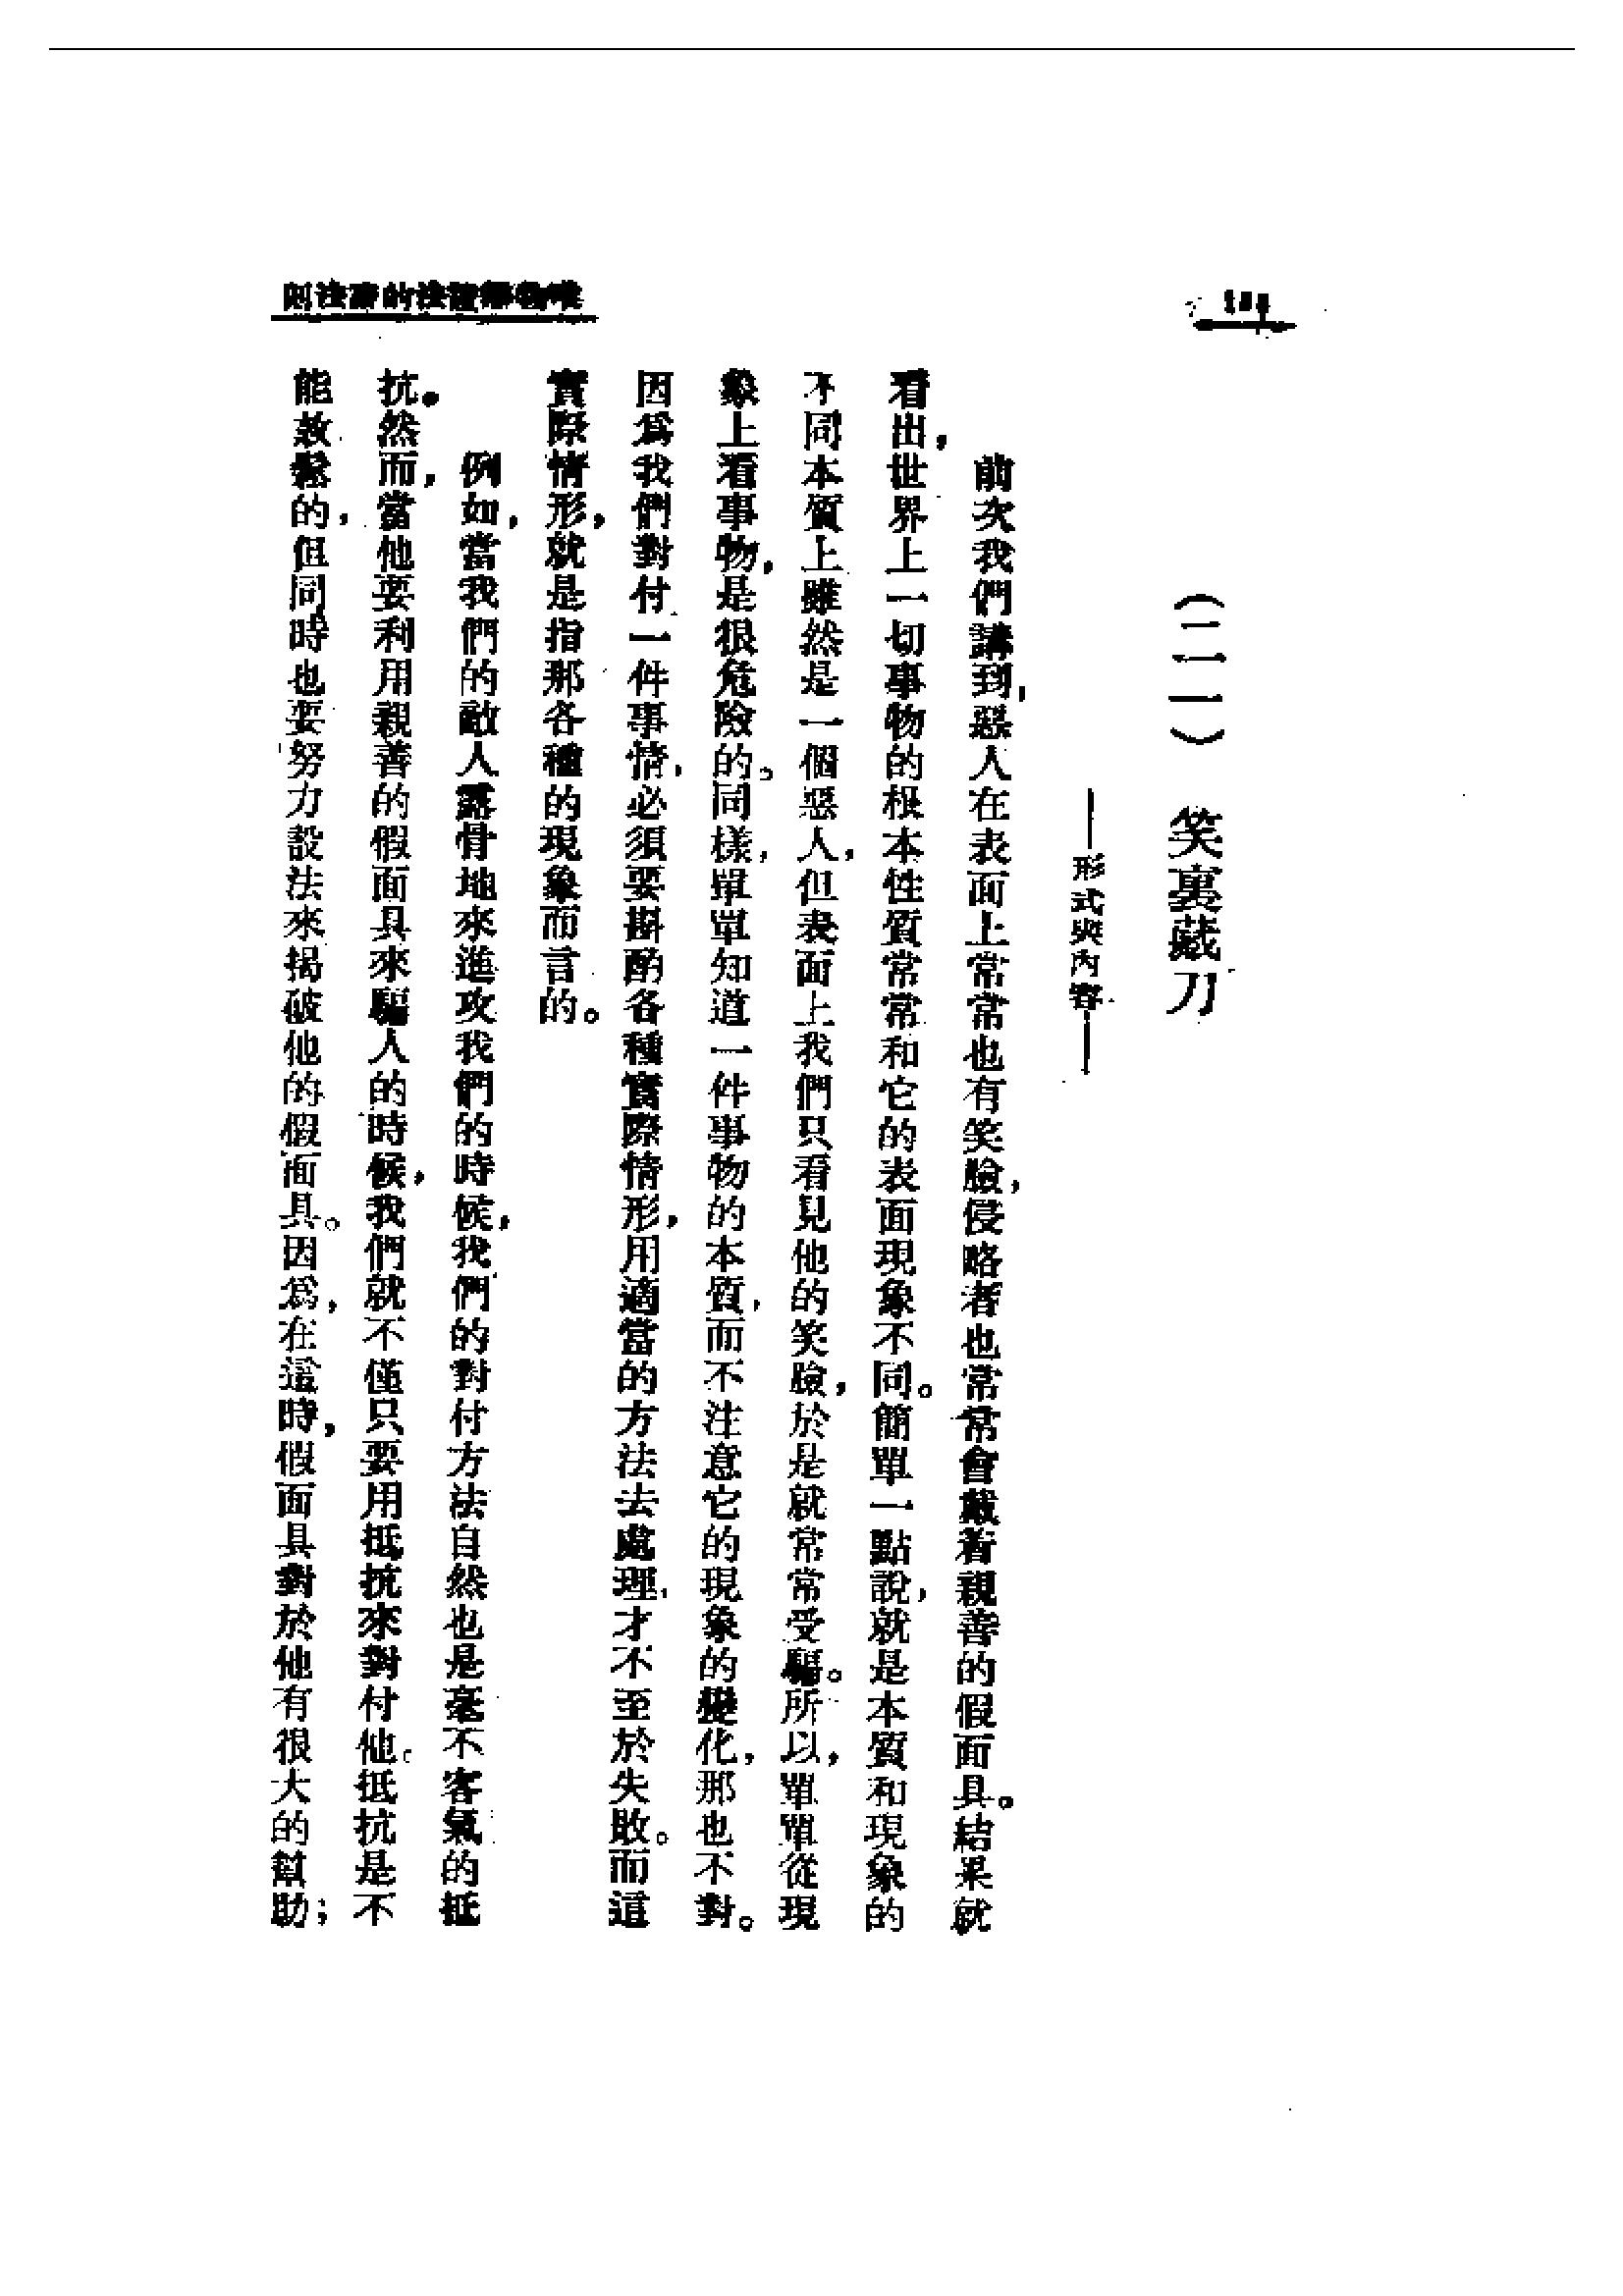 唯物辯證法的諸法則
（二一）　笑裏藏刀
——形式與內容——
前次我們講到，惡人在表面上常常也有笑臉，侵略者也常常會戴着親善的假面具。結果就
看出，世界上一切事物的根本性質常常和它的表面現象不同。簡單一點說，就是本質和現象的
不同本質上雖然是一個惡人，但表面上我們只看見他的笑臉，於是就常常受騙。所以，單單從現
象上看事物，是很危險的。同樣，單單知道一件事物的本質，而不注意它的現象的變化，那也不對。
因爲我們對付一件事情，必須要斟酌各種實際情形，用適當的方法去處理，才不至於失敗。而這
實際情形，就是指那各種的現象而言的。
例如，當我們的敵人露骨地來進攻我們的時候，我們的對付方法自然也是毫不客氣的抵
抗。然而，當他要利用親善的假面具來騙人的時候，我們就不僅只要用抵抗來對付他。抵抗是不
能放鬆的，但同時也要努力設法來揭破他的假面具。因爲，在這時，假面具對於他有很大的幫助；